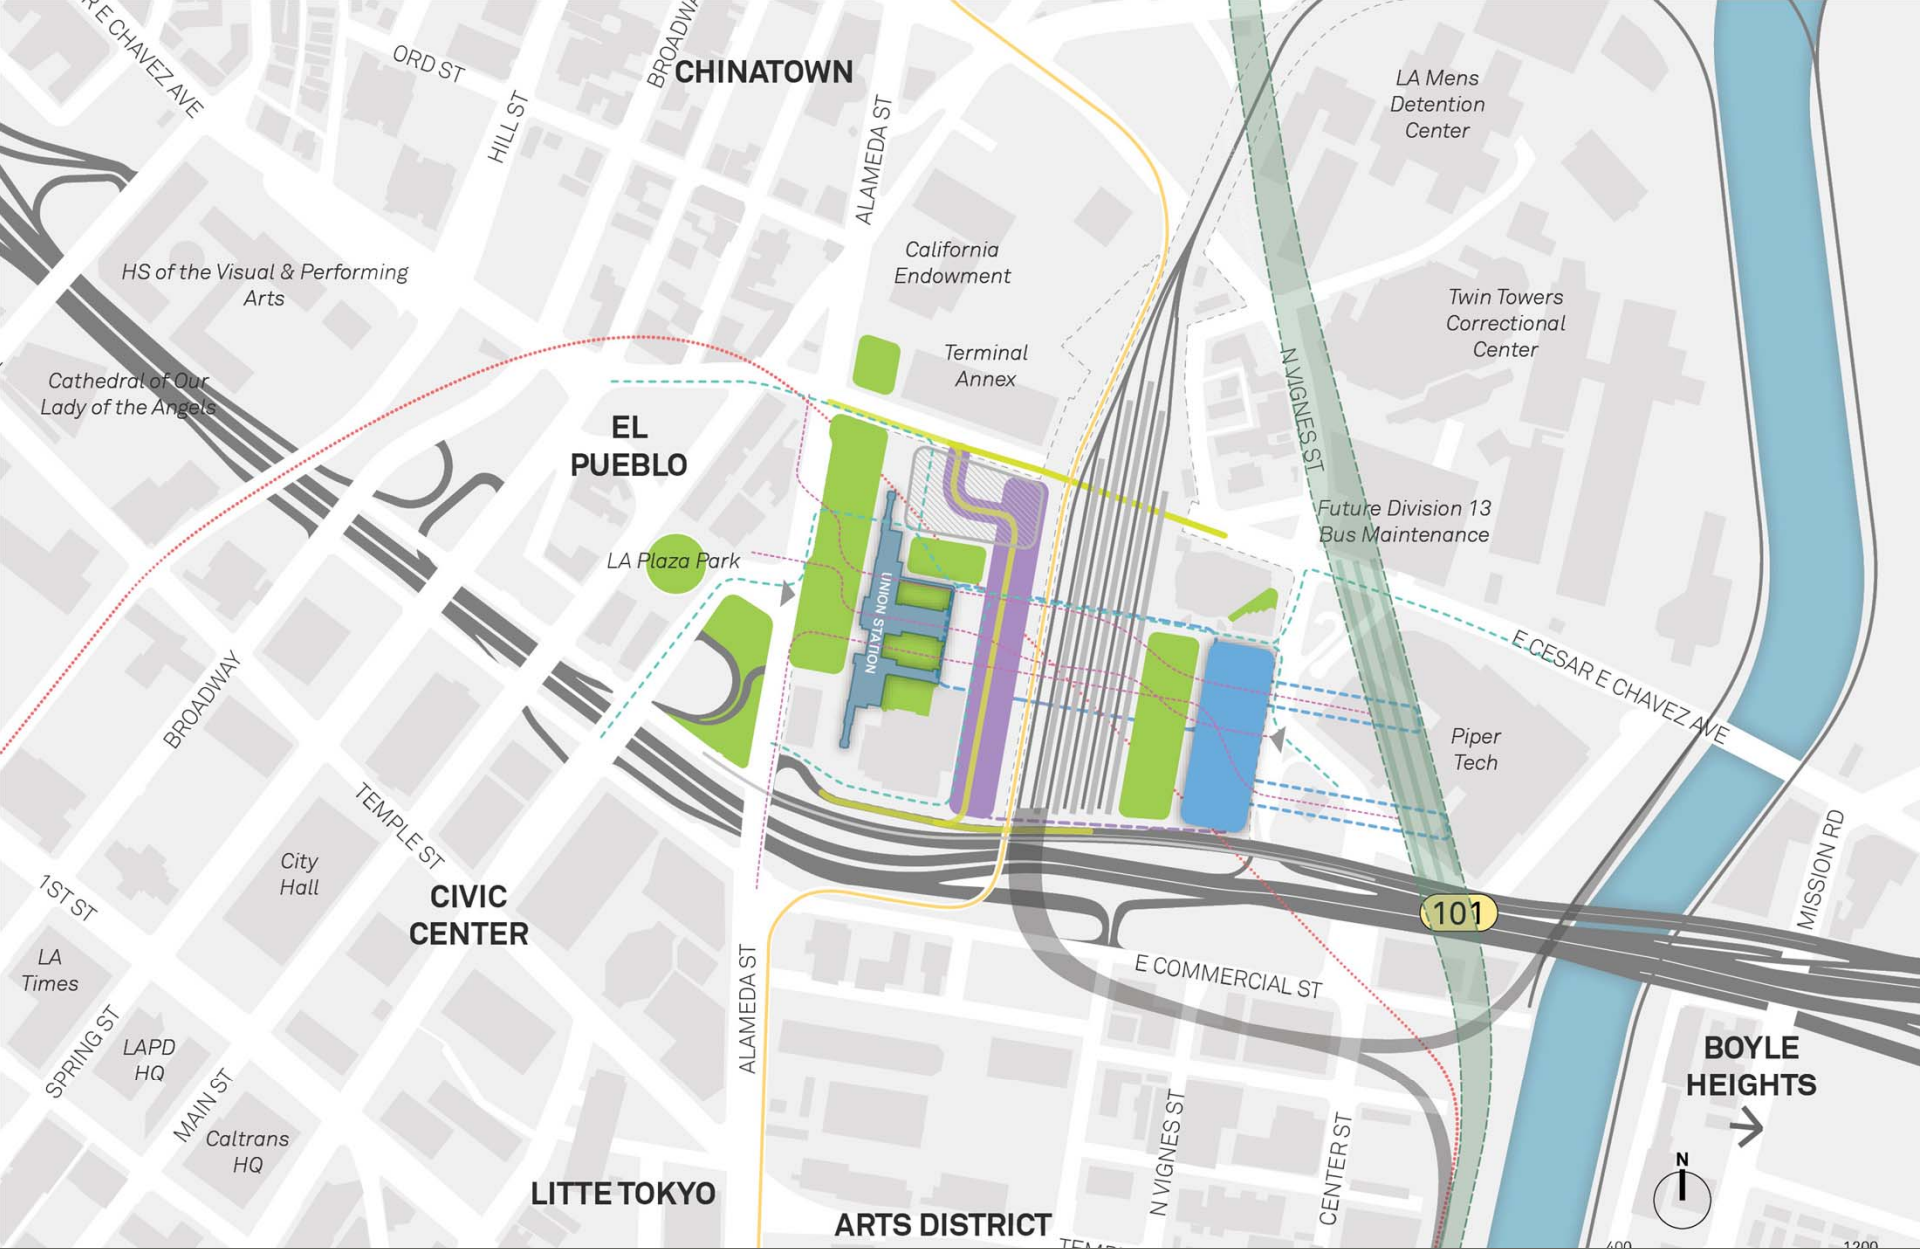 R E CHAVEZ AVE
ORD ST
BROADWA
CHINATOWN
HILL ST
ALAMEDA ST
LA Mens
Detention
Center
California
Endowment
HS of the Visual & Performing
Arts
Twin Towers
Correctional
Center
Terminal
Annex
Cathedral of Our
Lady of the Angels
EL
PUEBLO
N VIGNES ST
Future Division 13
Bus Maintenance
LA Plaza Park
UNION STATION
E CESAR E CHAVEZ AVE
BROADWAY
Piper
Tech
TEMPLE ST
City
Hall
CIVIC
CENTER
1ST ST
MISSION RD
101
LA
Times
ALAMEDA ST
E COMMERCIAL ST
SPRING ST
LAPD
HQ
MAIN ST
BOYLE
HEIGHTS
Caltrans
HQ
N VIGNES ST
CENTER ST
N
LITTE TOKYO
ARTS DISTRICT
400
1200